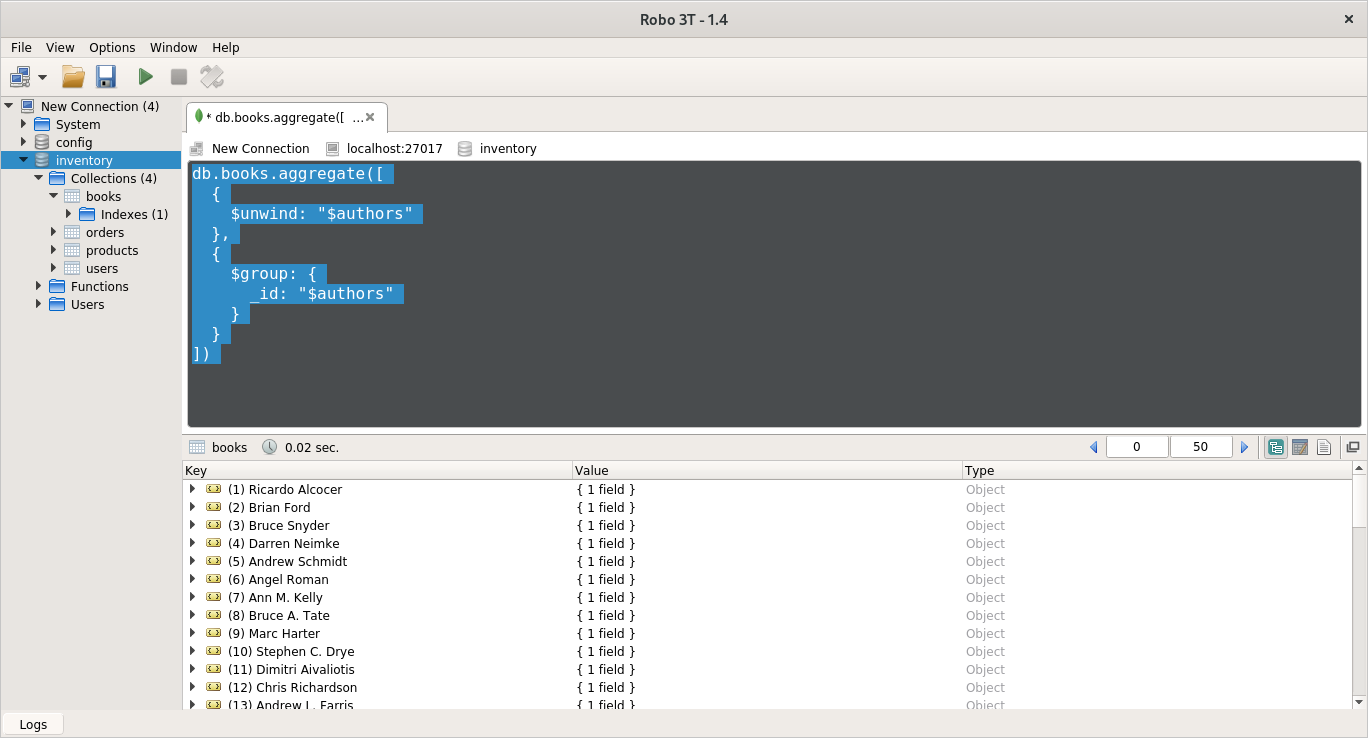 Robo 3T - 1.4
File View Options Window Help
New Connection (4)
System
config
inventory
Collections (4)
books
Indexes (1)
orders
products
users
Functions
Users
* db.books.aggregate([ ...
New Connection localhost:27017 inventory
db.books.aggregate([
{
$unwind: "$authors"
},
{
$group: {
_id: "$authors"
}
}
])
books 0.02 sec. 0 50
Key Value Type
(1) Ricardo Alcocer { 1 field } Object
(2) Brian Ford { 1 field } Object
(3) Bruce Snyder { 1 field } Object
(4) Darren Neimke { 1 field } Object
(5) Andrew Schmidt { 1 field } Object
(6) Angel Roman { 1 field } Object
(7) Ann M. Kelly { 1 field } Object
(8) Bruce A. Tate { 1 field } Object
(9) Marc Harter { 1 field } Object
(10) Stephen C. Drye { 1 field } Object
(11) Dimitri Aivaliotis { 1 field } Object
(12) Chris Richardson { 1 field } Object
(13) Andrew L. Farris { 1 field } Object
Logs